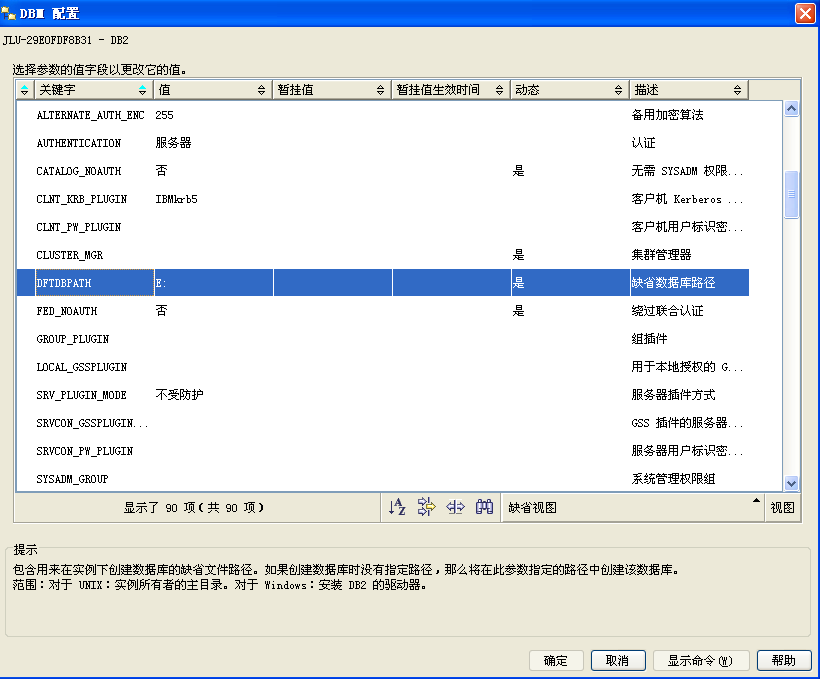 DBM 配置
JLU-29E0FDF8B31 - DB2
选择参数的值字段以更改它的值。
关键字 值 暂挂值 暂挂值生效时间 动态 描述
ALTERNATE_AUTH_ENC 255 备用加密算法
AUTHENTICATION 服务器 认证
CATALOG_NOAUTH 否 是 无需 SYSADM 权限...
CLNT_KRB_PLUGIN IBMkrb5 客户机 Kerberos ...
CLNT_PW_PLUGIN 客户机用户标识密...
CLUSTER_MGR 是 集群管理器
DFTDBPATH E: 是 缺省数据库路径
FED_NOAUTH 否 是 绕过联合认证
GROUP_PLUGIN 组插件
LOCAL_GSSPLUGIN 用于本地授权的 G...
SRV_PLUGIN_MODE 不受防护 服务器插件方式
SRVCON_GSSPLUGIN... GSS 插件的服务器...
SRVCON_PW_PLUGIN 服务器用户标识密...
SYSADM_GROUP 系统管理权限组
显示了 90 项(共 90 项) 缺省视图 视图
提示
包含用来在实例下创建数据库的缺省文件路径。如果创建数据库时没有指定路径,那么将在此参数指定的路径中创建该数据库。
范围:对于 UNIX:实例所有者的主目录。对于 Windows:安装 DB2 的驱动器。
确定 取消 显示命令(W) 帮助